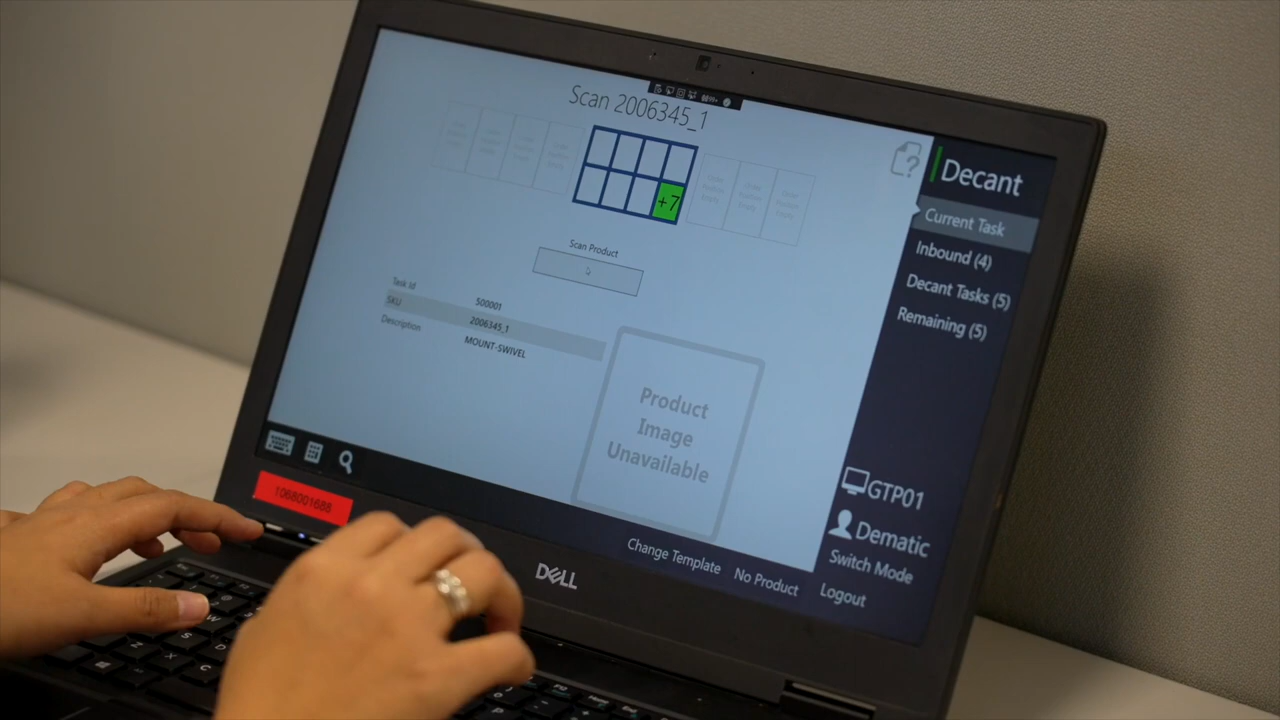 Scan 2006345_1
+7
Scan Product
Task Id 500001
SKU 2006345_1
Description MOUNT-SWIVEL
Product
Image
Unavailable
Decant
Current Task
Inbound (4)
Decant Tasks (5)
Remaining (5)
GTP01
Dematic
Switch Mode
Logout
Change Template
No Product
1068001688
DELL